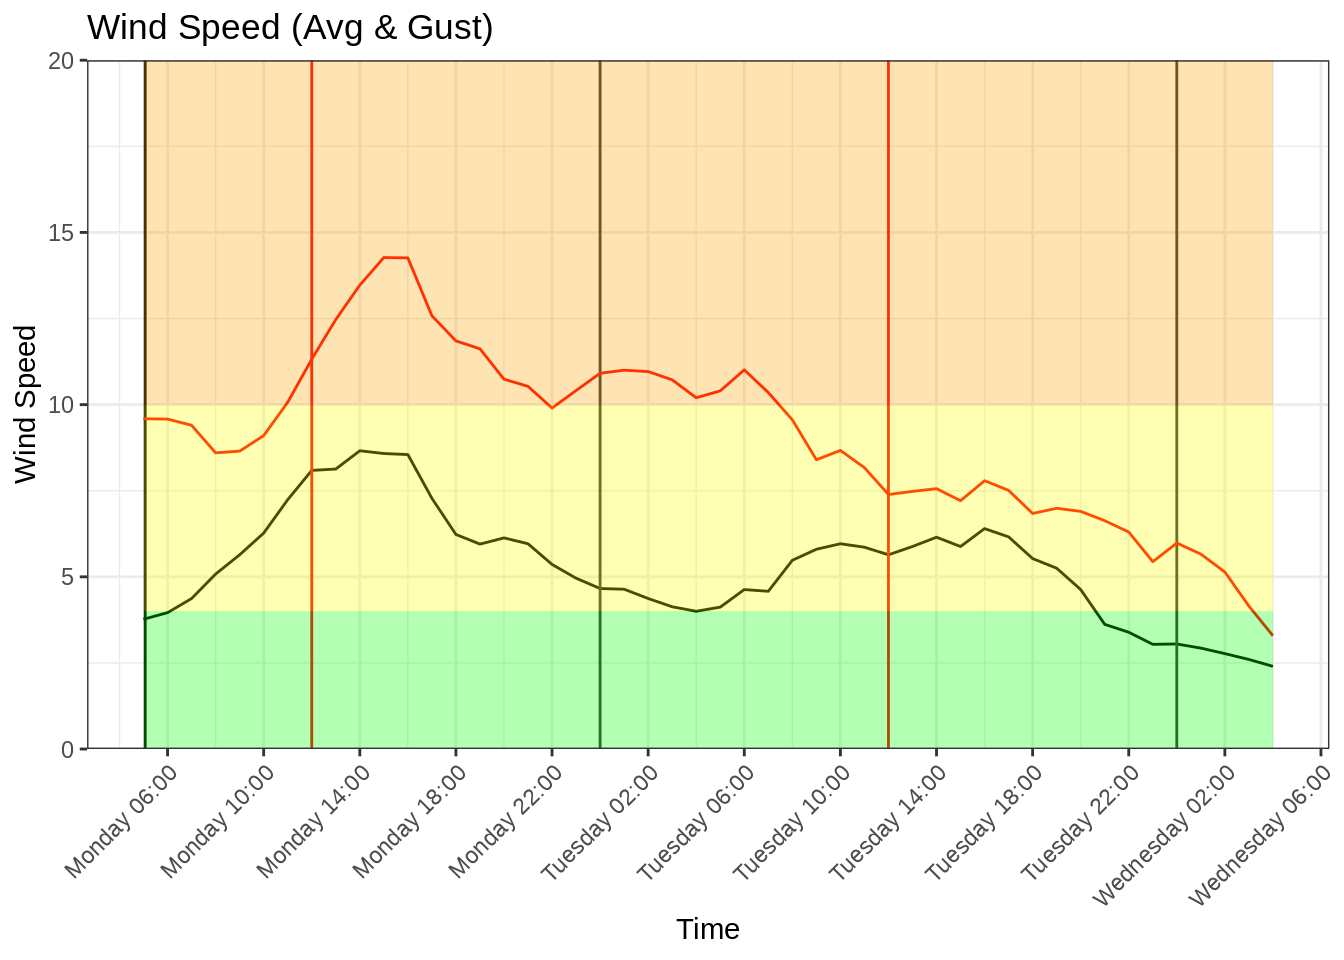 Wind Speed (Avg & Gust)
20
15
10
5
0
Wind Speed
Monday 06:00
Monday 10:00
Monday 14:00
Monday 18:00
Monday 22:00
Tuesday 02:00
Tuesday 06:00
Tuesday 10:00
Tuesday 14:00
Tuesday 18:00
Tuesday 22:00
Wednesday 02:00
Wednesday 06:00
Time